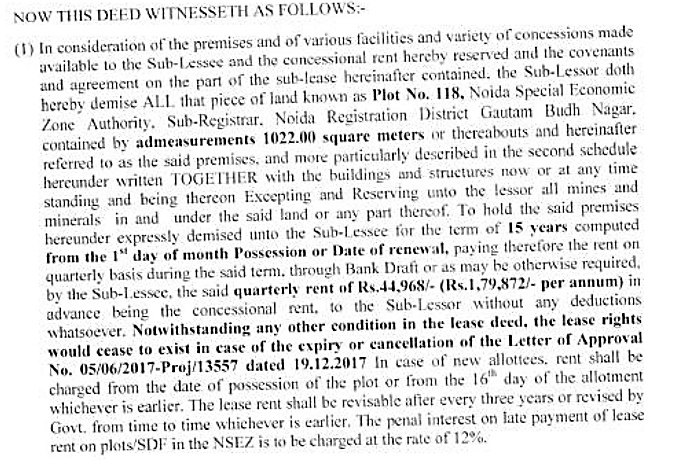 NOW THIS DEED WITNESSETH AS FOLLOWS:-
(1) In consideration of the premises and of various facilities and variety of concessions made
available to the Sub-Lessee and the concessional rent hereby reserved and the covenants
and agreement on the part of the sub-lease hereinafter contained, the Sub-Lessor doth
hereby demise ALL that piece of land known as Plot No. 118, Noida Special Economic
Zone Authority, Sub-Registrar, Noida Registration District Gautam Budh Nagar,
contained by admeasurements 1022.00 square meters or thereabouts and hereinafter
referred to as the said premises, and more particularly described in the second schedule
hereunder written TOGETHER with the buildings and structures now or at any time
standing and being thereon Excepting and Reserving unto the lessor all mines and
minerals in and under the said land or any part thereof. To hold the said premises
hereunder expressly demised unto the Sub-Lessee for the term of 15 years computed
from the 1st day of month Possession or Date of renewal, paying therefore the rent on
quarterly basis during the said term, through Bank Draft or as may be otherwise required,
by the Sub-Lessee, the said quarterly rent of Rs.44,968/- (Rs.1,79,872/- per annum) in
advance being the concessional rent, to the Sub-Lessor without any deductions
whatsoever. Notwithstanding any other condition in the lease deed, the lease rights
would cease to exist in case of the expiry or cancellation of the Letter of Approval
No. 05/06/2017-Proj/13557 dated 19.12.2017 In case of new allottees, rent shall be
charged from the date of possession of the plot or from the 16th day of the allotment
whichever is earlier. The lease rent shall be revisable after every three years or revised by
Govt. from time to time whichever is earlier. The penal interest on late payment of lease
rent on plots/SDF in the NSEZ is to be charged at the rate of 12%.